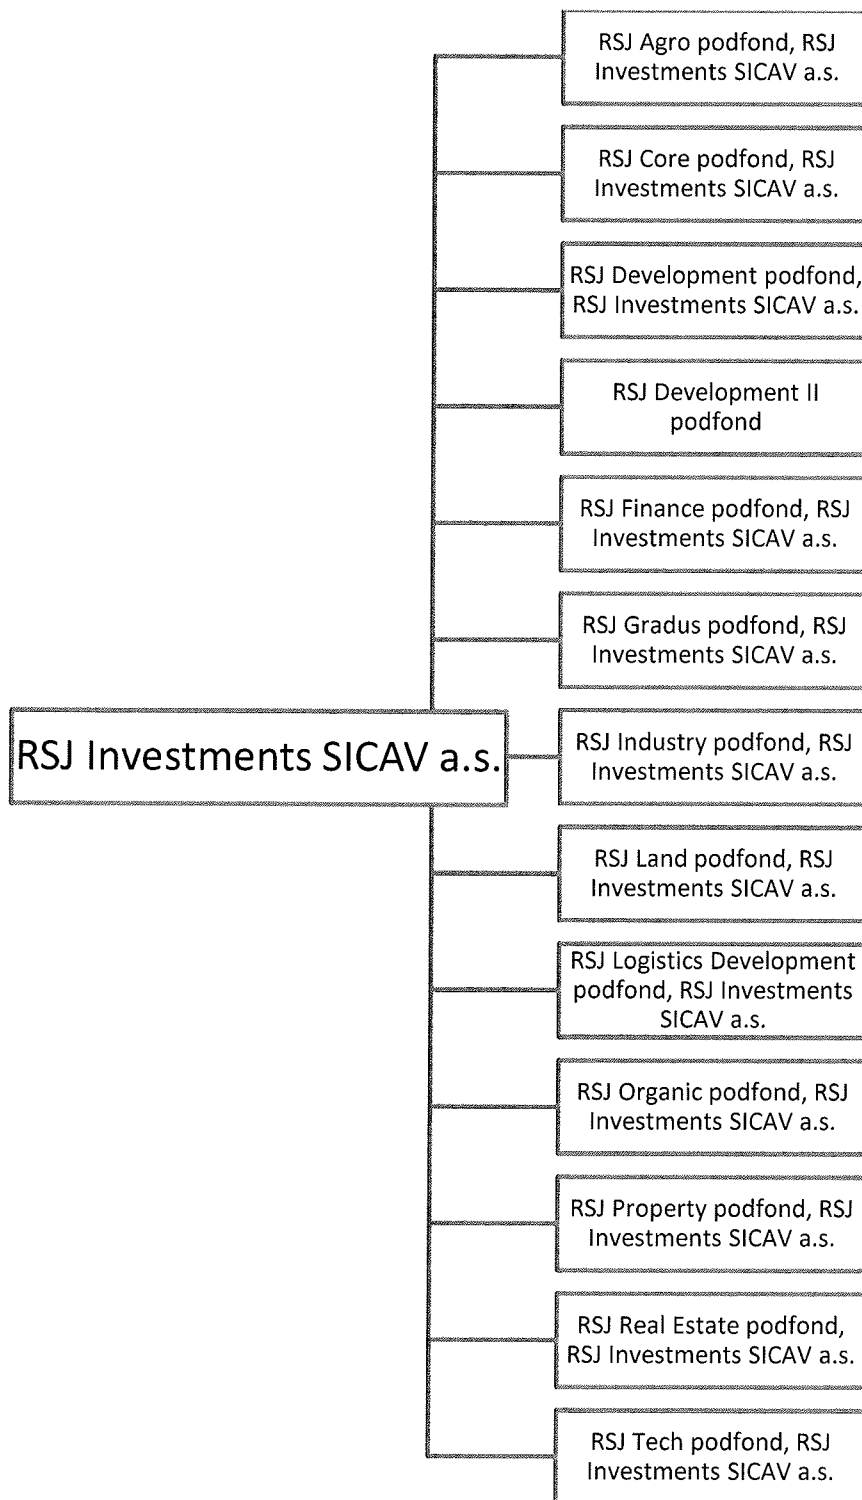 RSJ Agro podfond, RSJ
Investments SICAV a.s.
RSJ Core podfond, RSJ
Investments SICAV a.s.
RSJ Development podfond,
RSJ Investments SICAV a.s.
RSJ Development II
podfond
RSJ Finance podfond, RSJ
Investments SICAV a.s.
RSJ Gradus podfond, RSJ
Investments SICAV a.s.
RSJ Investments SICAV a.s.
RSJ Industry podfond, RSJ
Investments SICAV a.s.
RSJ Land podfond, RSJ
Investments SICAV a.s.
RSJ Logistics Development
podfond, RSJ Investments
SICAV a.s.
RSJ Organic podfond, RSJ
Investments SICAV a.s.
RSJ Property podfond, RSJ
Investments SICAV a.s.
RSJ Real Estate podfond,
RSJ Investments SICAV a.s.
RSJ Tech podfond, RSJ
Investments SICAV a.s.